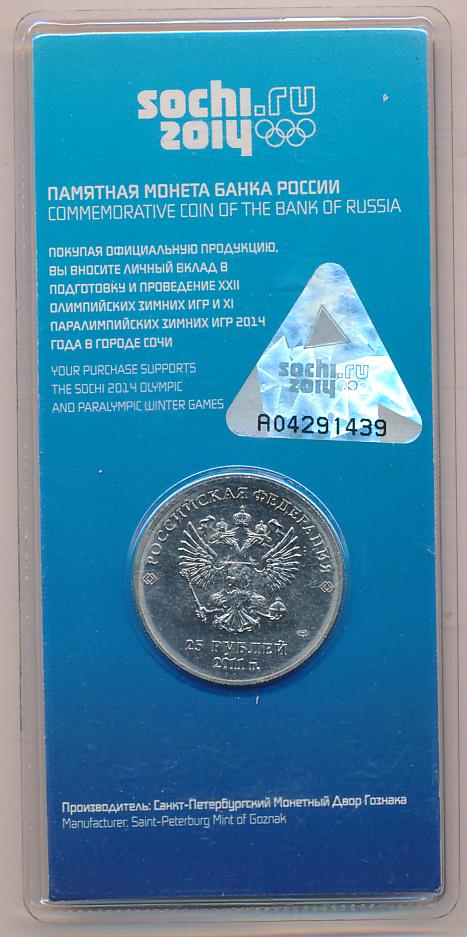 sochi.ru
2014
ПАМЯТНАЯ МОНЕТА БАНКА РОССИИ
COMMEMORATIVE COIN OF THE BANK OF RUSSIA
ПОКУПАЯ ОФИЦИАЛЬНУЮ ПРОДУКЦИЮ,
ВЫ ВНОСИТЕ ЛИЧНЫЙ ВКЛАД В
ПОДГОТОВКУ И ПРОВЕДЕНИЕ XXII
ОЛИМПИЙСКИХ ЗИМНИХ ИГР И XI
ПАРАЛИМПИЙСКИХ ЗИМНИХ ИГР 2014
ГОДА В ГОРОДЕ СОЧИ
YOUR PURCHASE SUPPORTS
THE SOCHI 2014 OLYMPIC
AND PARALYMPIC WINTER GAMES
sochi.ru
2014
A04291439
РОССИЙСКАЯ ФЕДЕРАЦИЯ
25 РУБЛЕЙ
2011 г.
Производитель: Санкт-Петербургский Монетный Двор Гознака
Manufacturer: Saint-Peterburg Mint of Goznak